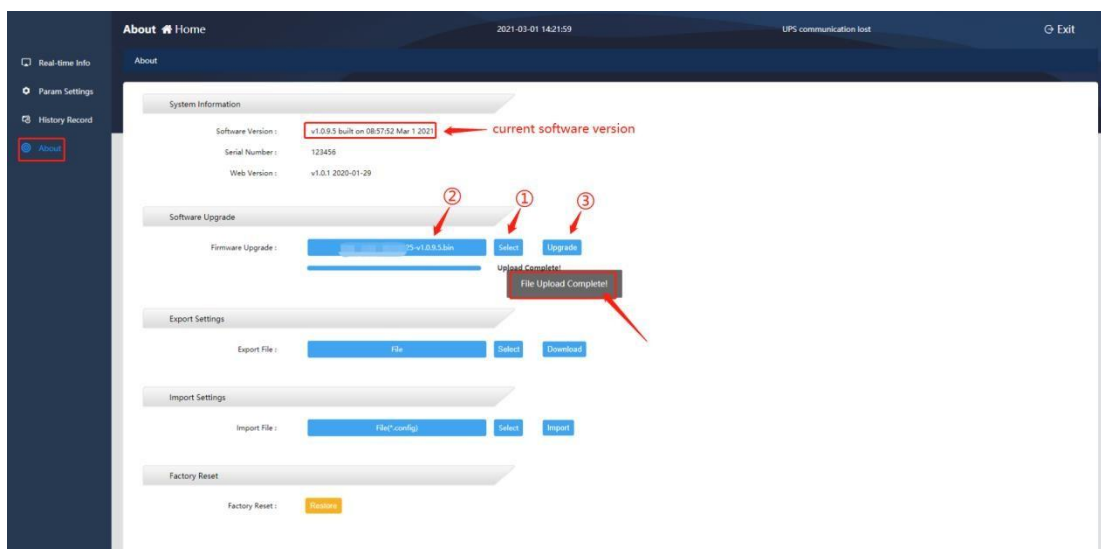 About Home 2021-03-01 14:21:59 UPS communication lost Exit
Real-time Info
Param Settings
History Record
About
About
System Information
Software Version : v1.0.9.5 built on 08:57:52 Mar 1 2021 current software version
Serial Number : 123456
Web Version : v1.0.1 2020-01-29
② ① ③
Software Upgrade
Firmware Upgrade : 25-v1.0.9.5.bin Select Upgrade
Upload Complete!
File Upload Complete!
Export Settings
Export File : File Select Download
Import Settings
Import File : File(*.config) Select Import
Factory Reset
Factory Reset : Restore